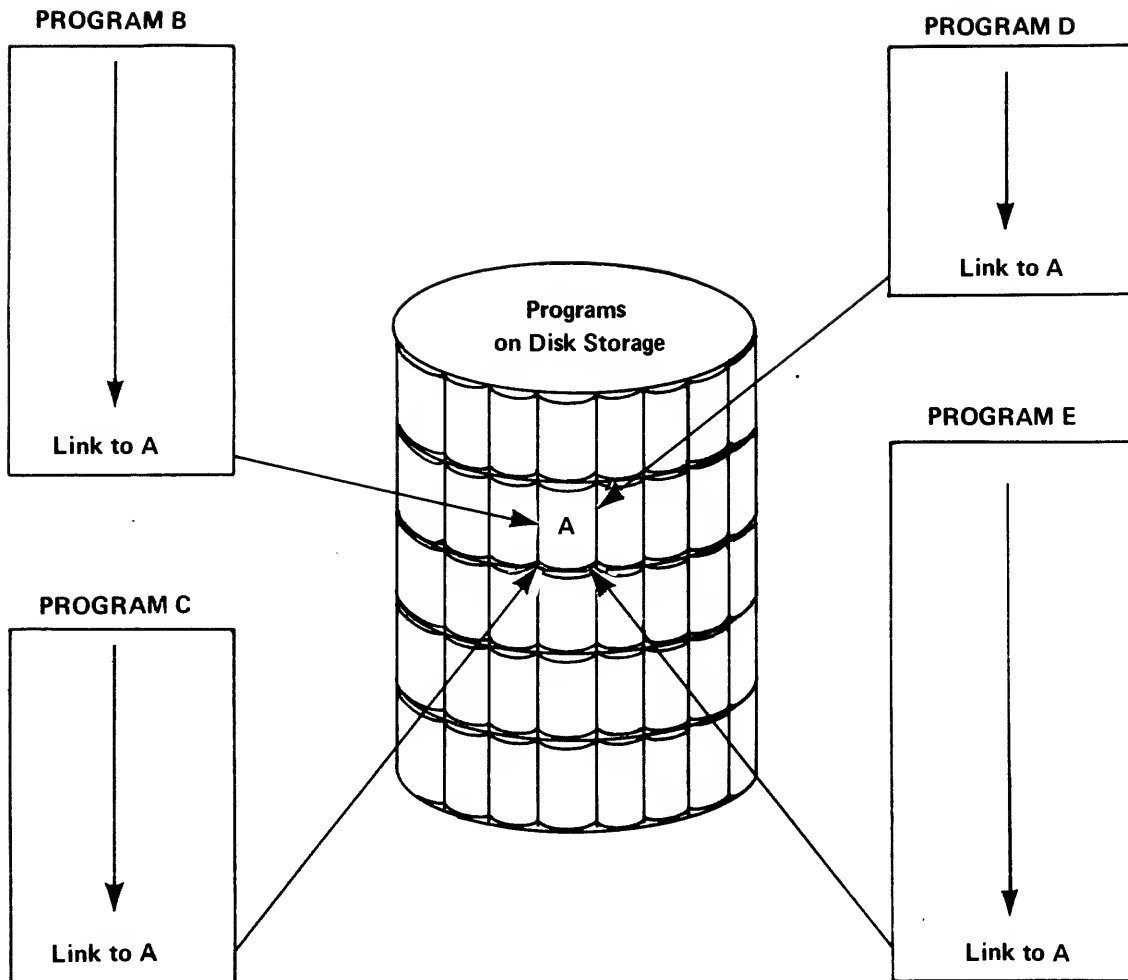 PROGRAM B
Link to A
PROGRAM C
Link to A
Programs
on Disk Storage
A
PROGRAM D
Link to A
PROGRAM E
Link to A